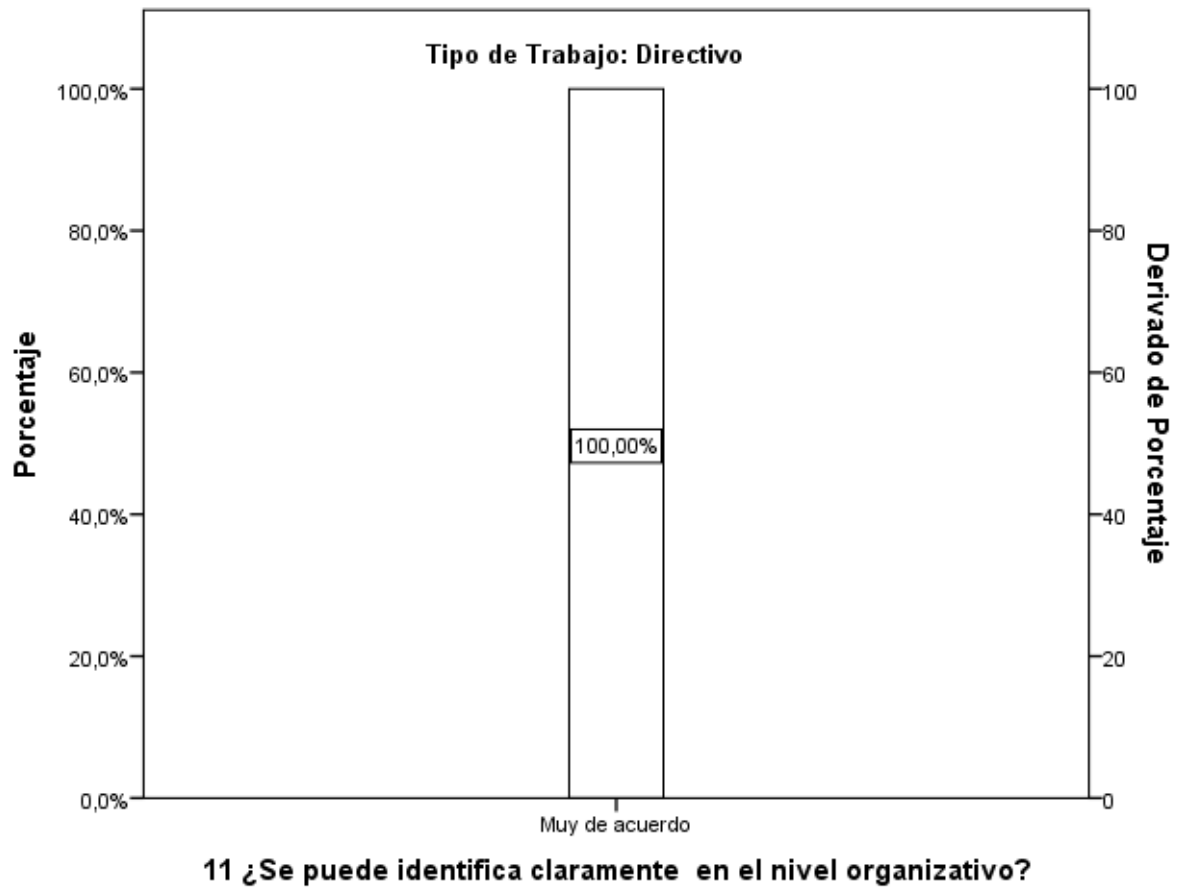 Tipo de Trabajo: Directivo
Porcentaje
100,0%
80,0%
60,0%
40,0%
20,0%
0,0%
100,00%
100
80
60
40
20
0
Derivado de Porcentaje
Muy de acuerdo
11 ¿Se puede identifica claramente en el nivel organizativo?